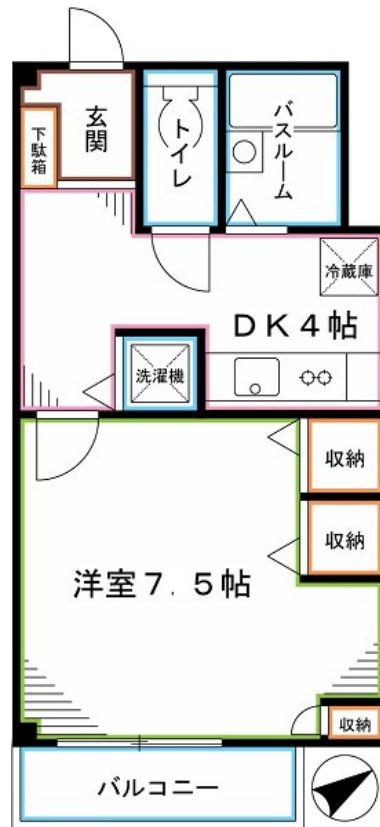 玄関
下駄箱
トイレ
バスルーム
冷蔵庫
DK4帖
洗濯機
収納
収納
洋室7.5帖
収納
バルコニー